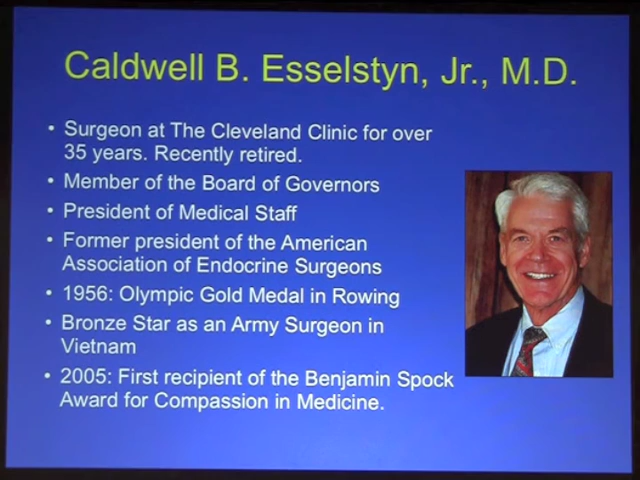 Caldwell B. Esselstyn, Jr., M.D.
• Surgeon at The Cleveland Clinic for over
35 years. Recently retired.
• Member of the Board of Governors
• President of Medical Staff
• Former president of the American
Association of Endocrine Surgeons
• 1956: Olympic Gold Medal in Rowing
• Bronze Star as an Army Surgeon in
Vietnam
• 2005: First recipient of the Benjamin Spock
Award for Compassion in Medicine.